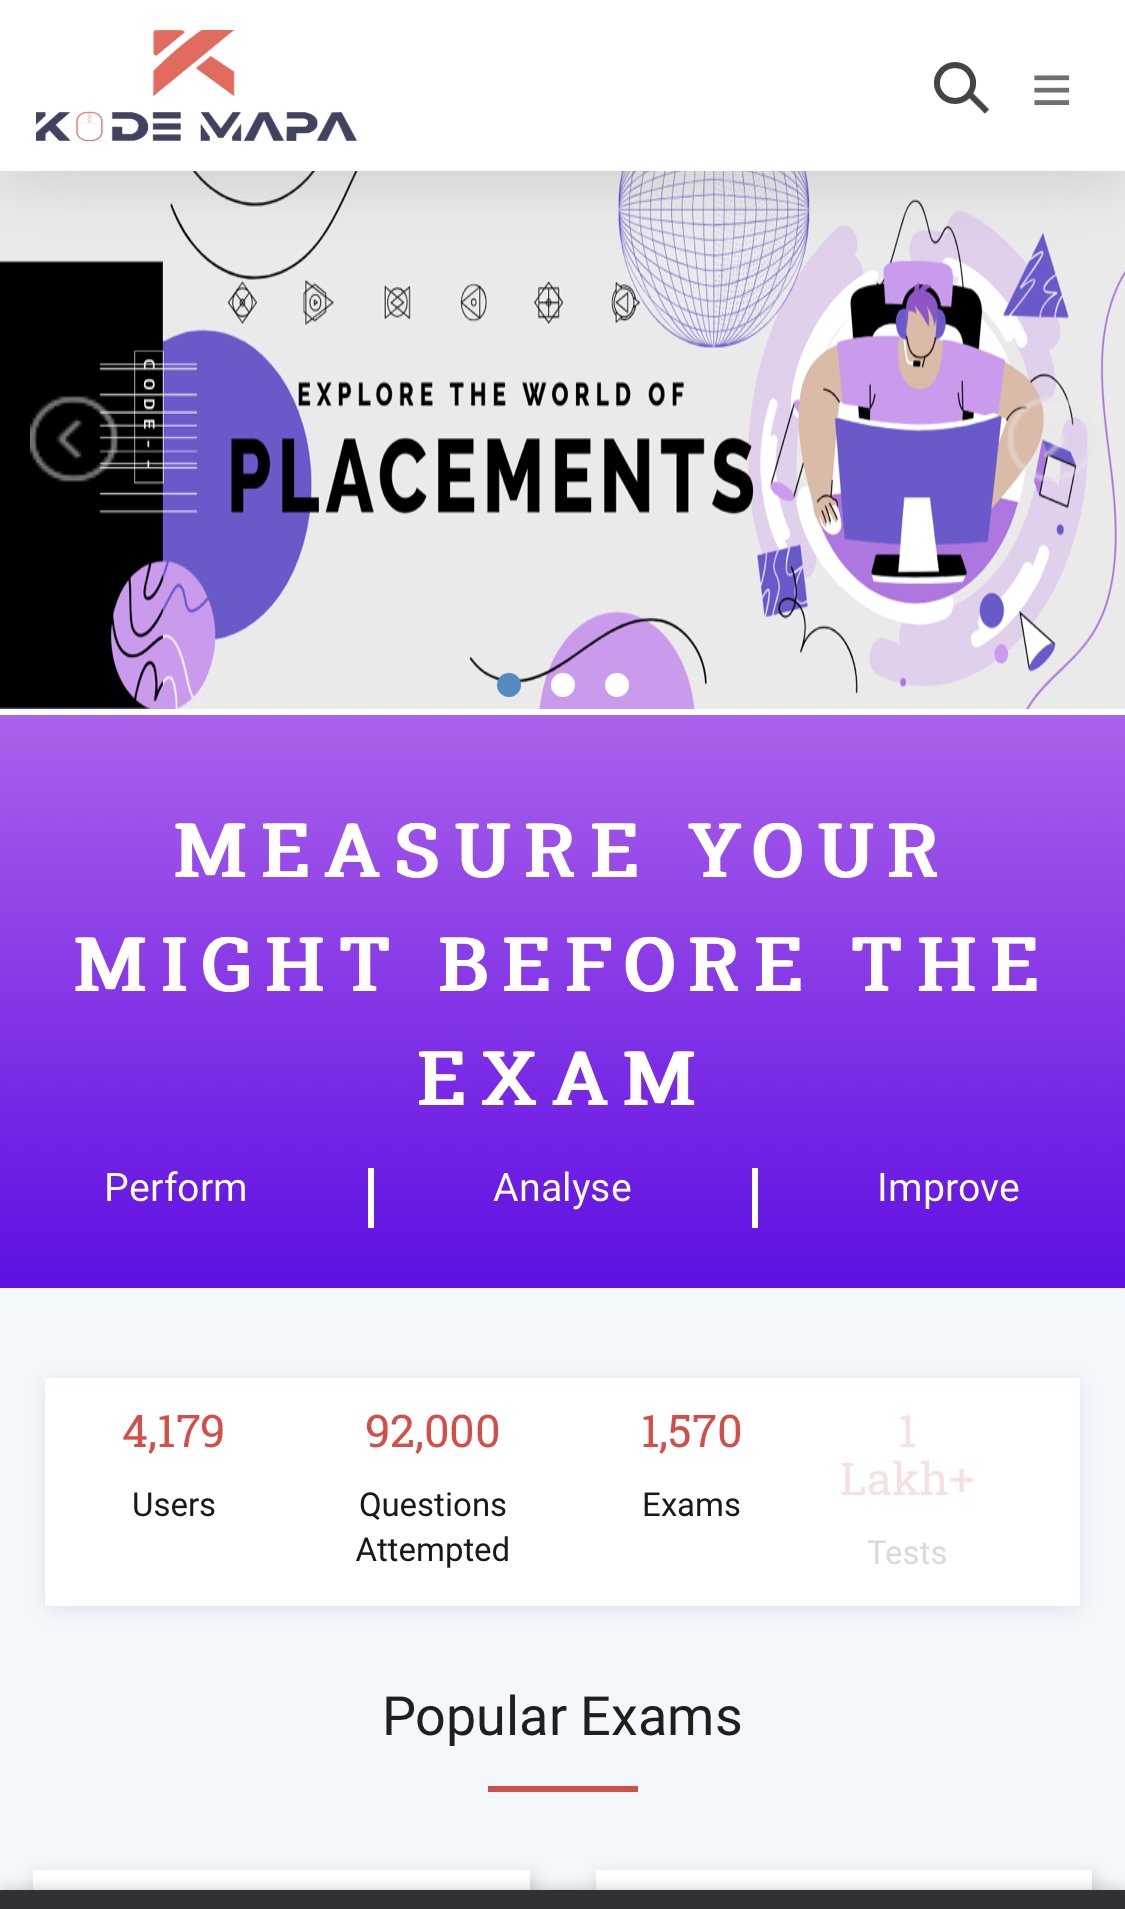 KODE MAPA
CODE--
EXPLORE THE WORLD OF
PLACEMENTS
MEASURE YOUR
MIGHT BEFORE THE
EXAM
Perform
Analyse
Improve
4,179
Users
92,000
Questions
Attempted
1,570
Exams
1
Lakh+
Tests
Popular Exams